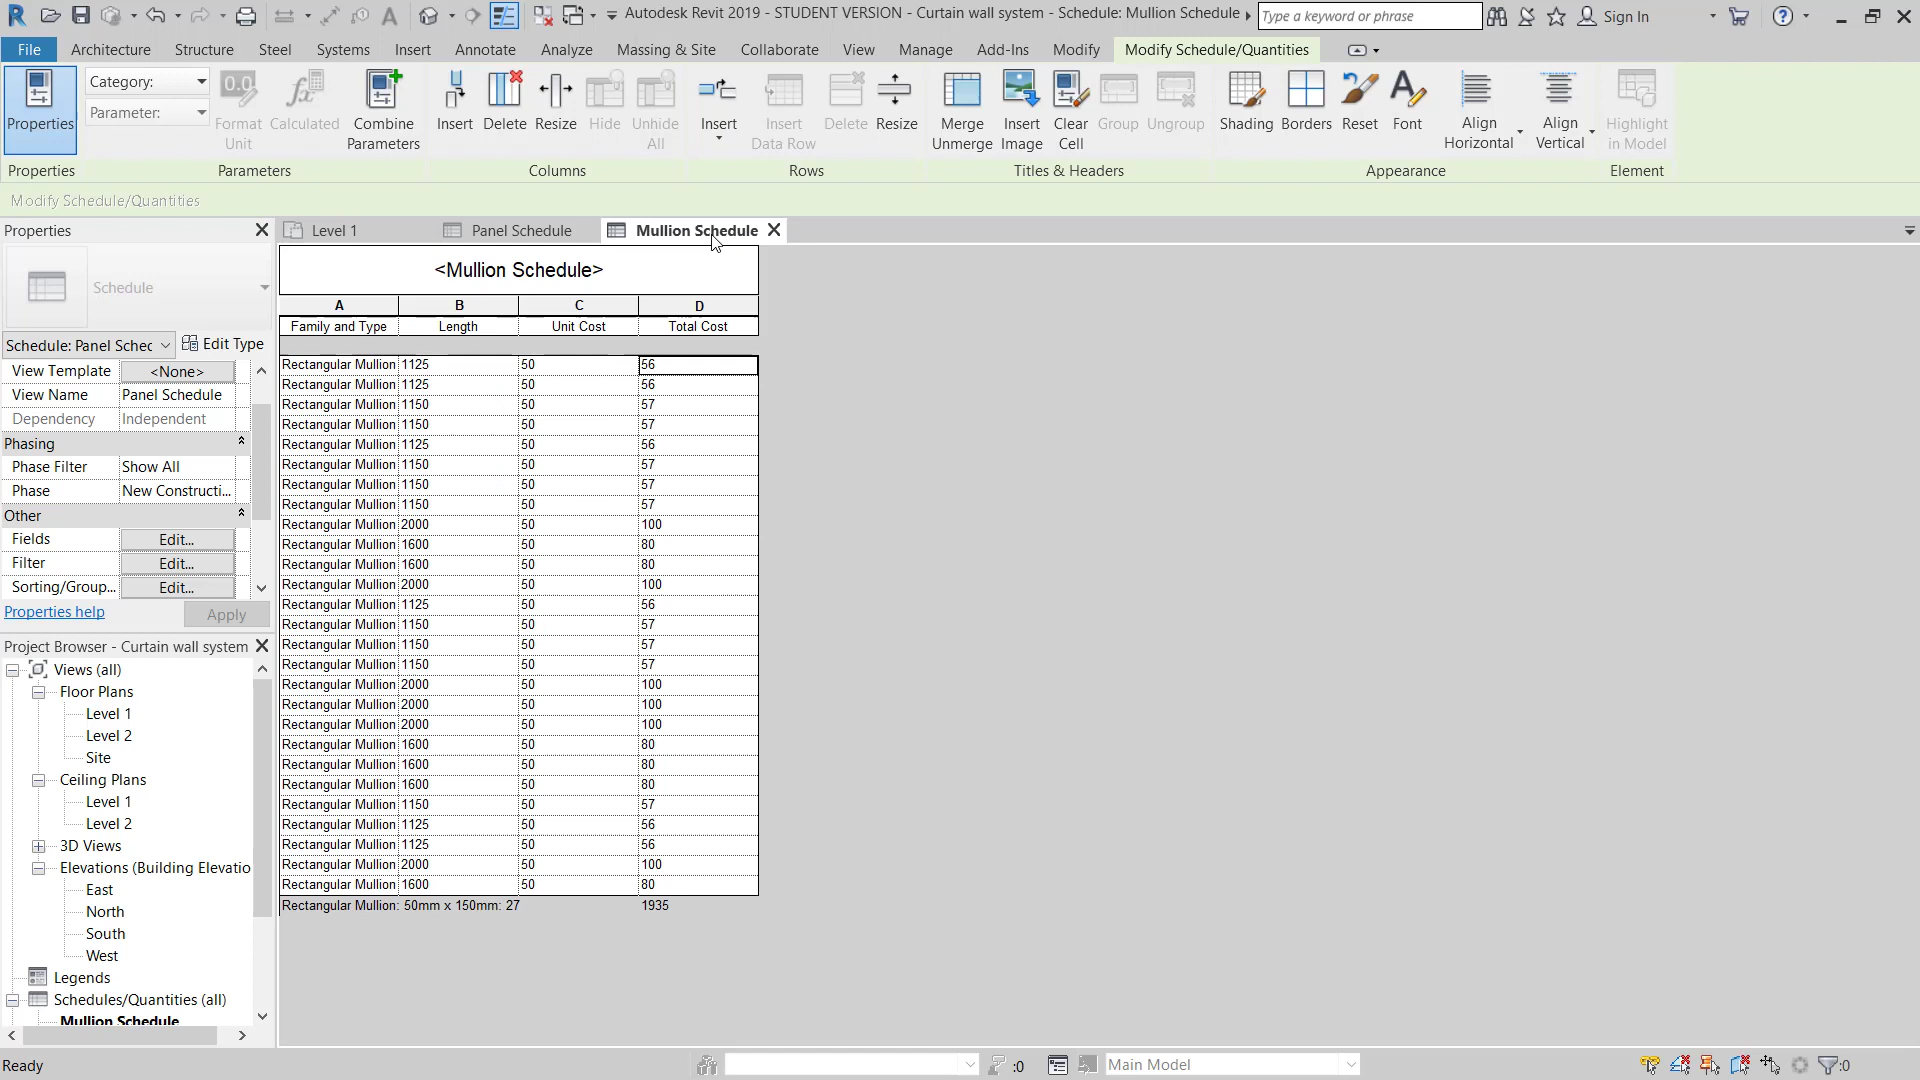 Autodesk Revit 2019 - STUDENT VERSION - Curtain wall system - Schedule: Mullion Schedule
Type a keyword or phrase
Sign In
File Architecture Structure Steel Systems Insert Annotate Analyze Massing & Site Collaborate View Manage Add-Ins Modify Modify Schedule/Quantities
Category:
Parameter:
Properties
Format Unit
Calculated
Combine Parameters
Insert
Delete
Resize
Hide
Unhide All
Insert
Insert Data Row
Delete
Resize
Merge Unmerge
Insert Image
Clear Cell
Group
Ungroup
Shading
Borders
Reset
Font
Align Horizontal
Align Vertical
Highlight in Model
Properties Parameters Columns Rows Titles & Headers Appearance Element
Modify Schedule/Quantities
Properties
Schedule
Schedule: Panel Sched
Edit Type
View Template <None>
View Name Panel Schedule
Dependency Independent
Phasing
Phase Filter Show All
Phase New Constructi...
Other
Fields Edit...
Filter Edit...
Sorting/Group... Edit...
Properties help
Apply
Project Browser - Curtain wall system
Views (all)
Floor Plans
Level 1
Level 2
Site
Ceiling Plans
Level 1
Level 2
3D Views
Elevations (Building Elevatio
East
North
South
West
Legends
Schedules/Quantities (all)
Mullion Schedule
Level 1 Panel Schedule Mullion Schedule
<Mullion Schedule>
A B C D
Family and Type Length Unit Cost Total Cost
Rectangular Mullion 1125 50 56
Rectangular Mullion 1125 50 56
Rectangular Mullion 1150 50 57
Rectangular Mullion 1150 50 57
Rectangular Mullion 1125 50 56
Rectangular Mullion 1150 50 57
Rectangular Mullion 1150 50 57
Rectangular Mullion 1150 50 57
Rectangular Mullion 2000 50 100
Rectangular Mullion 1600 50 80
Rectangular Mullion 1600 50 80
Rectangular Mullion 2000 50 100
Rectangular Mullion 1125 50 56
Rectangular Mullion 1150 50 57
Rectangular Mullion 1150 50 57
Rectangular Mullion 1150 50 57
Rectangular Mullion 2000 50 100
Rectangular Mullion 2000 50 100
Rectangular Mullion 2000 50 100
Rectangular Mullion 1600 50 80
Rectangular Mullion 1600 50 80
Rectangular Mullion 1600 50 80
Rectangular Mullion 1150 50 57
Rectangular Mullion 1125 50 56
Rectangular Mullion 1125 50 56
Rectangular Mullion 2000 50 100
Rectangular Mullion 1600 50 80
Rectangular Mullion: 50mm x 150mm: 27 1935
Ready
:0
Main Model
:0